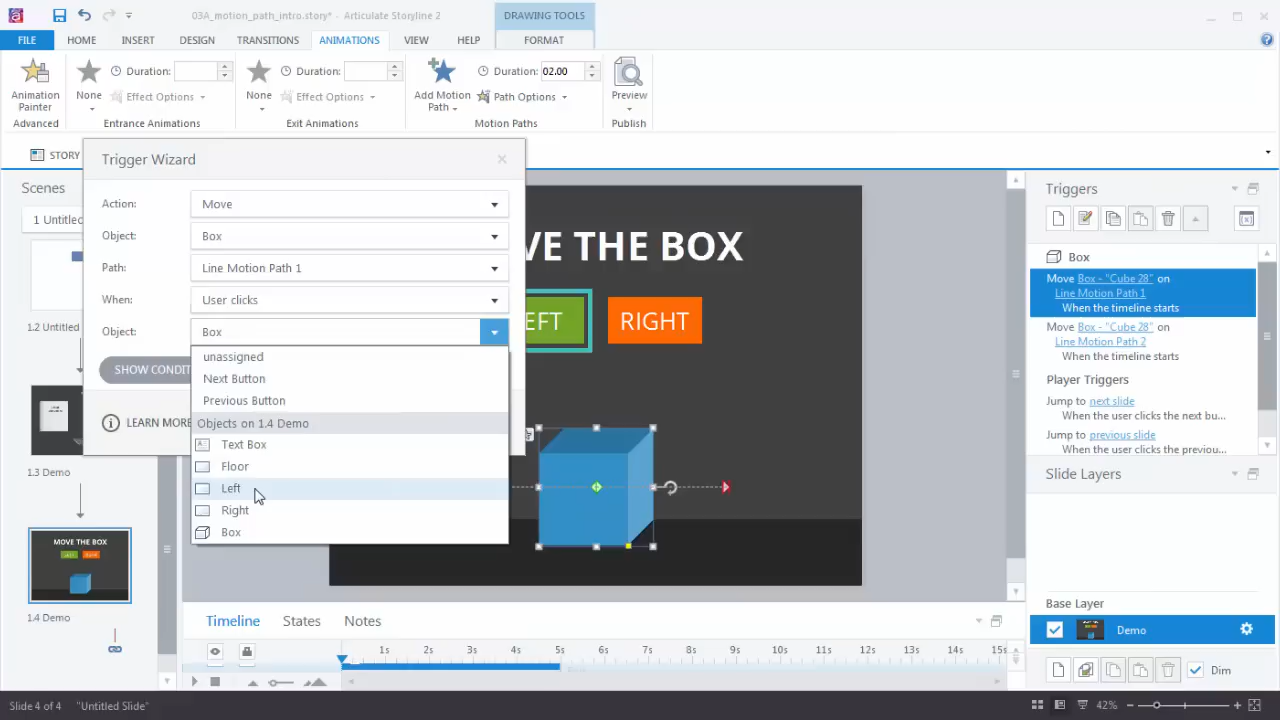 03A_motion_path_intro.story* - Articulate Storyline 2
DRAWING TOOLS
FILE
HOME
INSERT
DESIGN
TRANSITIONS
ANIMATIONS
VIEW
HELP
FORMAT
Animation Painter
Advanced
None
Duration:
Effect Options
Entrance Animations
None
Duration:
Effect Options
Exit Animations
Add Motion Path
Duration: 02.00
Path Options
Motion Paths
Preview
Publish
STORY
Scenes
1 Untitled
1.2 Untitled
1.3 Demo
MOVE THE BOX
1.4 Demo
Trigger Wizard
Action: Move
Object: Box
Path: Line Motion Path 1
When: User clicks
Object: Box
unassigned
Next Button
Previous Button
Objects on 1.4 Demo
Text Box
Floor
Left
Right
Box
SHOW CONDIT
LEARN MORE
VE THE BOX
EFT
RIGHT
Triggers
Box
Move Box - "Cube 28" on
Line Motion Path 1
When the timeline starts
Move Box - "Cube 28" on
Line Motion Path 2
When the timeline starts
Player Triggers
Jump to next slide
When the user clicks the next bu...
Jump to previous slide
When the user clicks the previou...
Slide Layers
Base Layer
Demo
Dim
Timeline
States
Notes
1s 2s 3s 4s 5s 6s 7s 8s 9s 10s 11s 12s 13s 14s 15s
Slide 4 of 4
"Untitled Slide"
42%